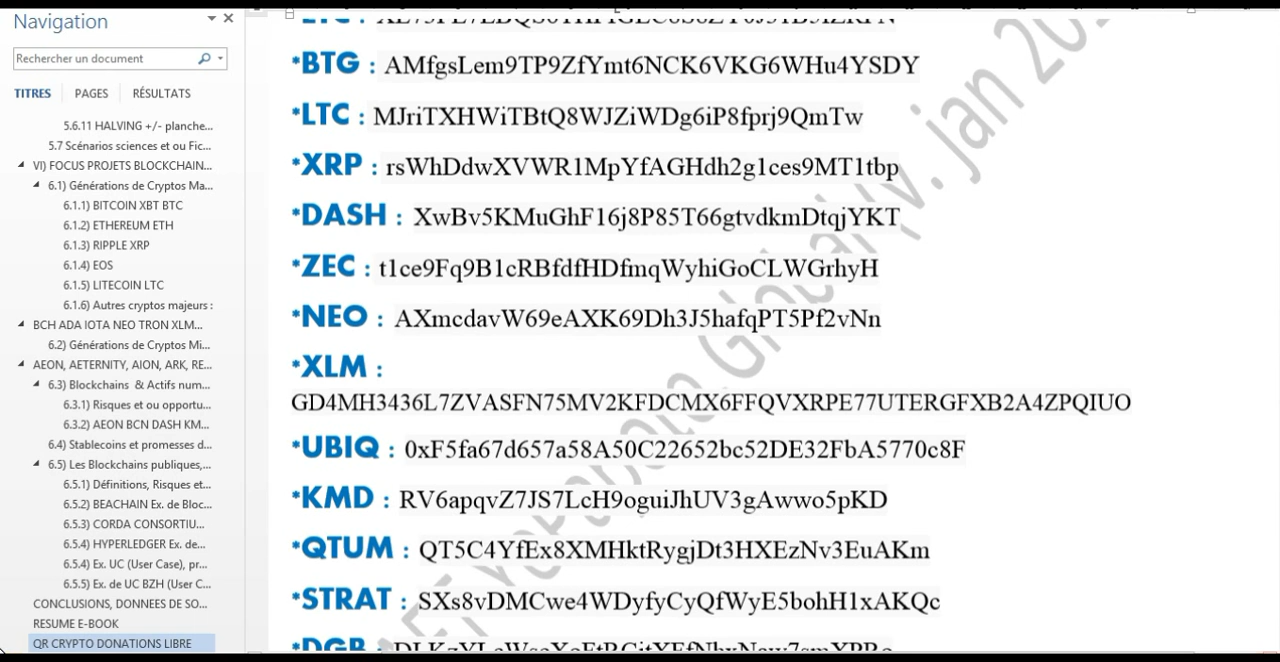 Navigation
Rechercher un document
TITRES PAGES RÉSULTATS
5.6.11 HALVING +/- planche...
5.7 Scénarios sciences et ou Fic...
VI) FOCUS PROJETS BLOCKCHAIN...
6.1) Générations de Cryptos Ma...
6.1.1) BITCOIN XBT BTC
6.1.2) ETHEREUM ETH
6.1.3) RIPPLE XRP
6.1.4) EOS
6.1.5) LITECOIN LTC
6.1.6) Autres cryptos majeurs :
BCH ADA IOTA NEO TRON XLM...
6.2) Générations de Cryptos Mi...
AEON, AETERNITY, AION, ARK, RE...
6.3) Blockchains & Actifs num...
6.3.1) Risques et ou opportu...
6.3.2) AEON BCN DASH KM...
6.4) Stablecoins et promesses d...
6.5) Les Blockchains publiques,...
6.5.1) Définitions, Risques et...
6.5.2) BEACHAIN Ex. de Bloc...
6.5.3) CORDA CONSORTIU...
6.5.4) HYPERLEDGER Ex. de...
6.5.4) Ex. UC (User Case), pr...
6.5.5) Ex. de UC BZH (User C...
CONCLUSIONS, DONNEES DE SO...
RESUME E-BOOK
QR CRYPTO DONATIONS LIBRE
*BTG : AMfgsLem9TP9ZfYmt6NCK6VKG6WHu4YSDY
*LTC : MJriTXHWiTBtQ8WJZiWDg6iP8fprj9QmTw
*XRP : rsWhDdwXVWR1MpYfAGHdh2g1ces9MT1tbp
*DASH : XwBv5KMuGhF16j8P85T66gtvdkmDtqjYKT
*ZEC : t1ce9Fq9B1cRBfdfHDfmqWyhiGoCLWGrhyH
*NEO : AXmcdavW69eAXK69Dh3J5hafqPT5Pf2vNn
*XLM :
GD4MH3436L7ZVASFN75MV2KFDCMX6FFQVXRPE77UTERGFXB2A4ZPQIUO
*UBIQ : 0xF5fa67d657a58A50C22652bc52DE32FbA5770c8F
*KMD : RV6apqvZ7JS7LcH9oguiJhUV3gAwwo5pKD
*QTUM : QT5C4YfEx8XMHktRygjDt3HXEzNv3EuAKm
*STRAT : SXs8vDMCwe4WDyfyCyQfWyE5bohH1xAKQc
*DGB :
jan